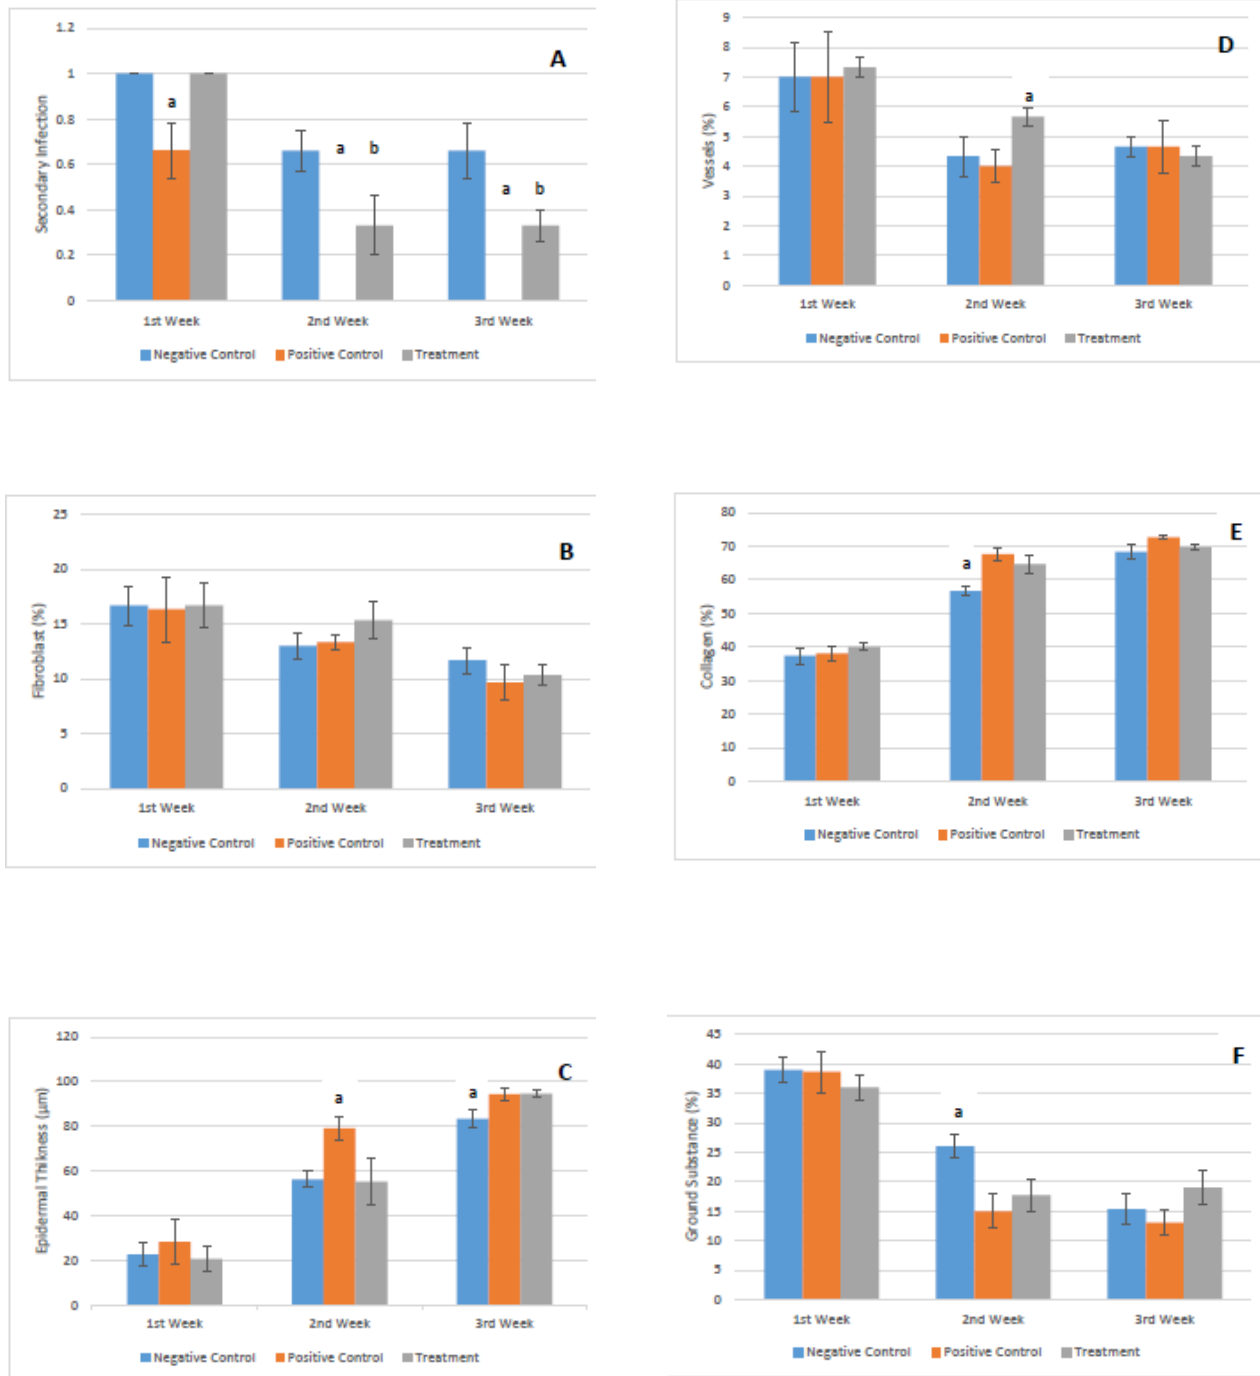 1.2
1
0.8
0.6
0.4
0.2
0
Secondary Infection
A
a
a b
a b
1st Week 2nd Week 3rd Week
Negative Control Positive Control Treatment
9
8
7
6
5
4
3
2
1
0
Vessels (%)
D
a
1st Week 2nd Week 3rd Week
Negative Control Positive Control Treatment
25
20
15
10
5
0
Fibroblast (%)
B
1st Week 2nd Week 3rd Week
Negative Control Positive Control Treatment
80
70
60
50
40
30
20
10
0
Collagen (%)
E
a
1st Week 2nd Week 3rd Week
Negative Control Positive Control Treatment
120
100
80
60
40
20
0
Epidermal Thikness (µm)
C
a a
1st Week 2nd Week 3rd Week
Negative Control Positive Control Treatment
45
40
35
30
25
20
15
10
5
0
Ground Substance (%)
F
a
1st Week 2nd Week 3rd Week
Negative Control Positive Control Treatment